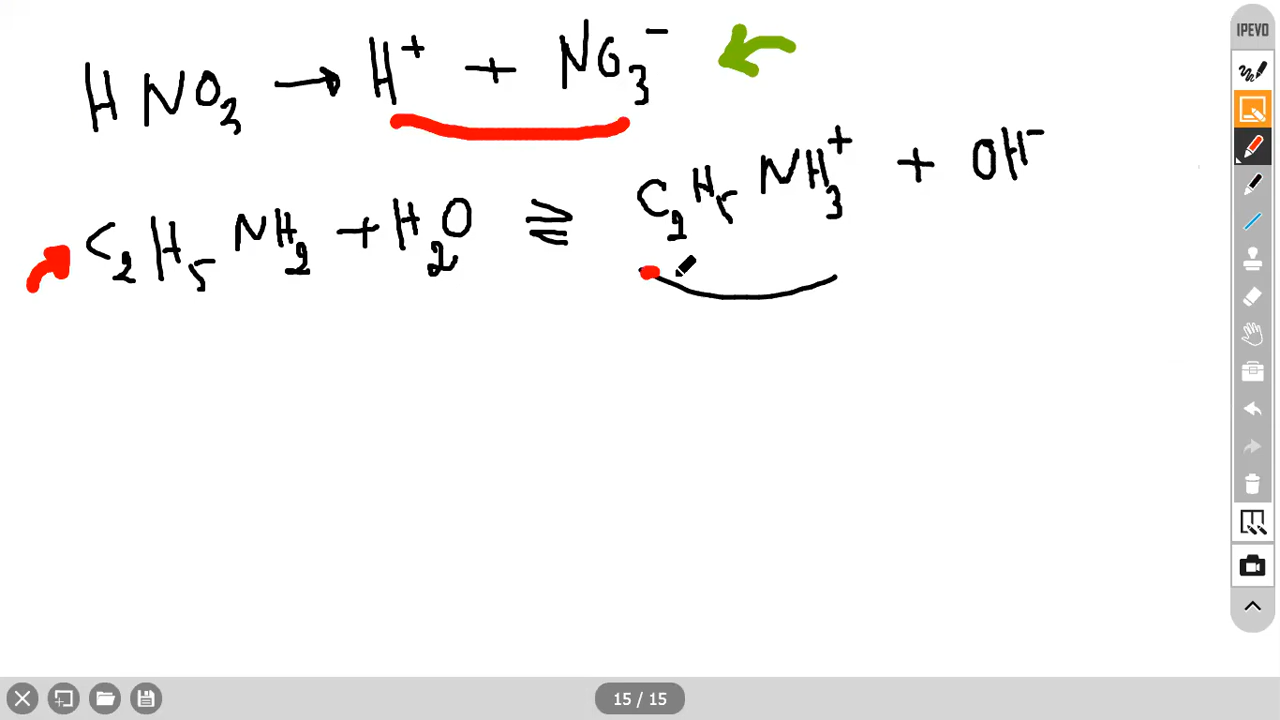 HNO3 → H+ + NO3-
C2H5NH2 + H2O ⇌ C2H5NH3+ + OH-
IPEVO
15 / 15